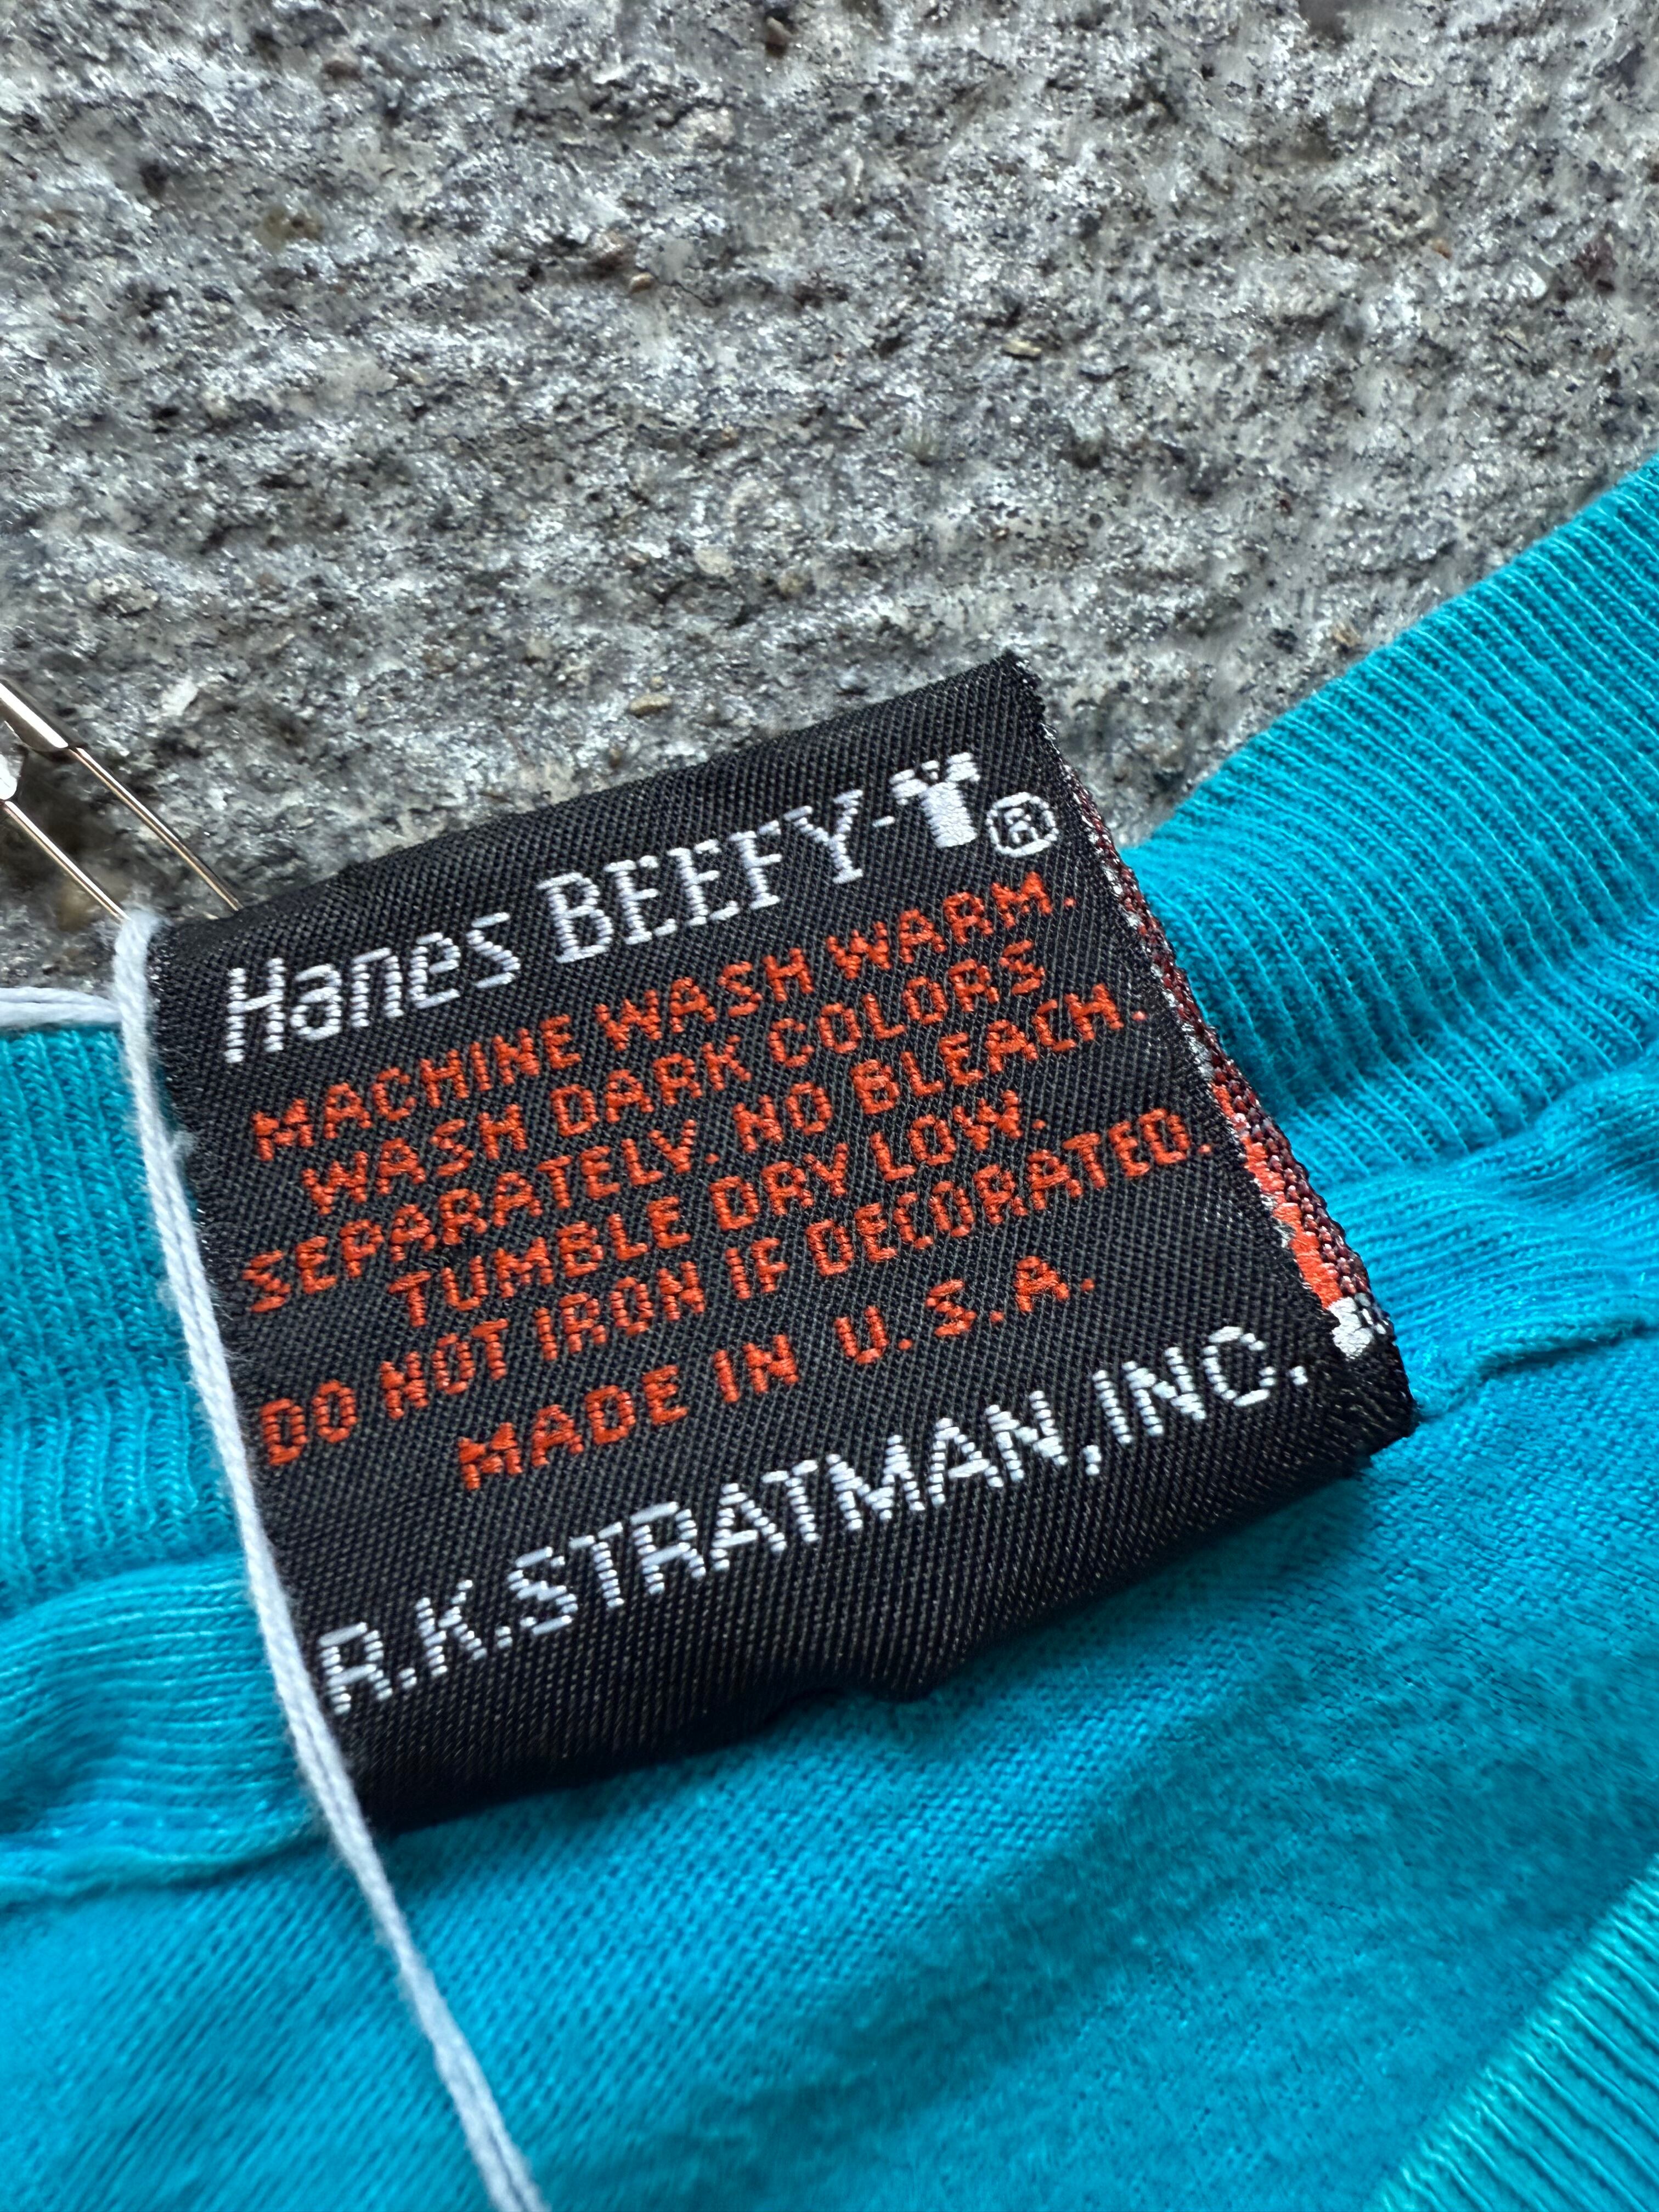 Hanes BEEFY-T®
MACHINE WASH WARM.
WASH DARK COLORS
SEPARATELY. NO BLEACH.
TUMBLE DRY LOW.
DO NOT IRON IF DECORATED.
MADE IN U.S.A.
R.K.STRATMAN,INC.